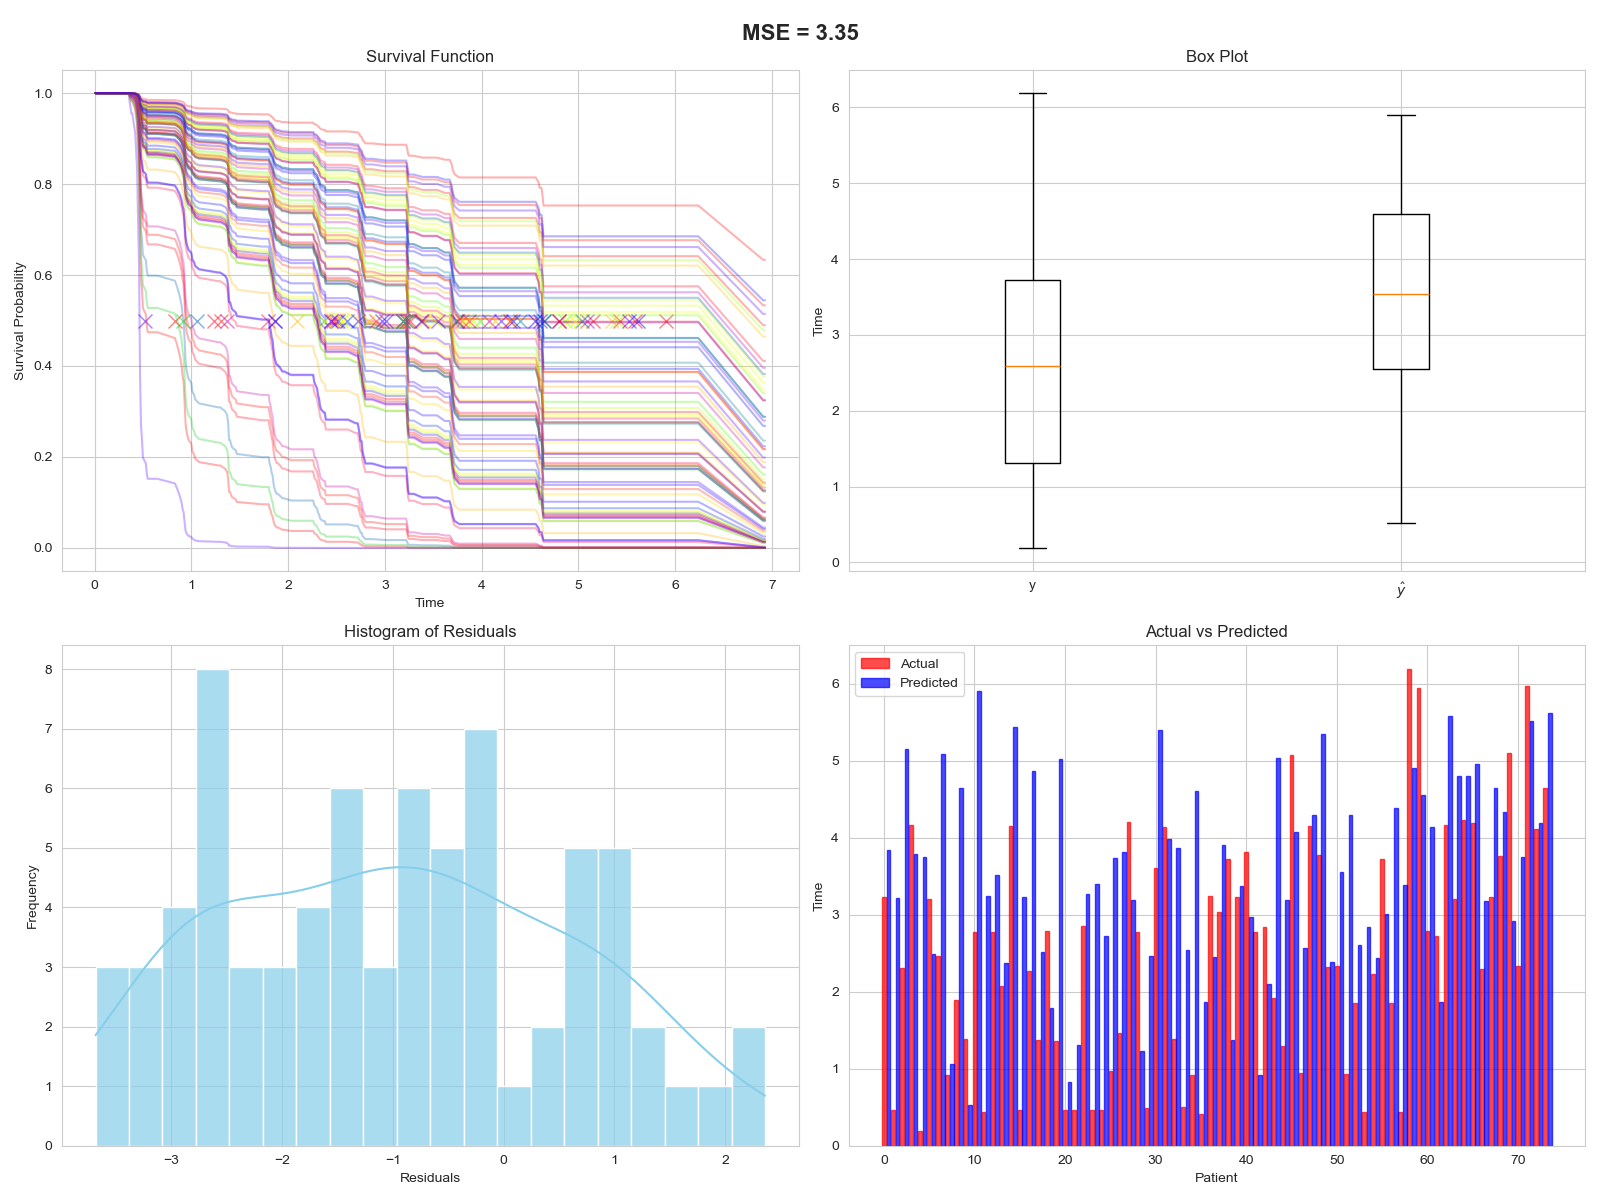 MSE = 3.35
Survival Function
1.0
0.8
0.6
0.4
0.2
0.0
Survival Probability
0 1 2 3 4 5 6 7
Time
Box Plot
6
5
4
3
2
1
0
Time
y ŷ
Histogram of Residuals
8
7
6
5
4
3
2
1
0
Frequency
−3 −2 −1 0 1 2
Residuals
Actual vs Predicted
Actual
Predicted
6
5
4
3
2
1
0
Time
0 10 20 30 40 50 60 70
Patient